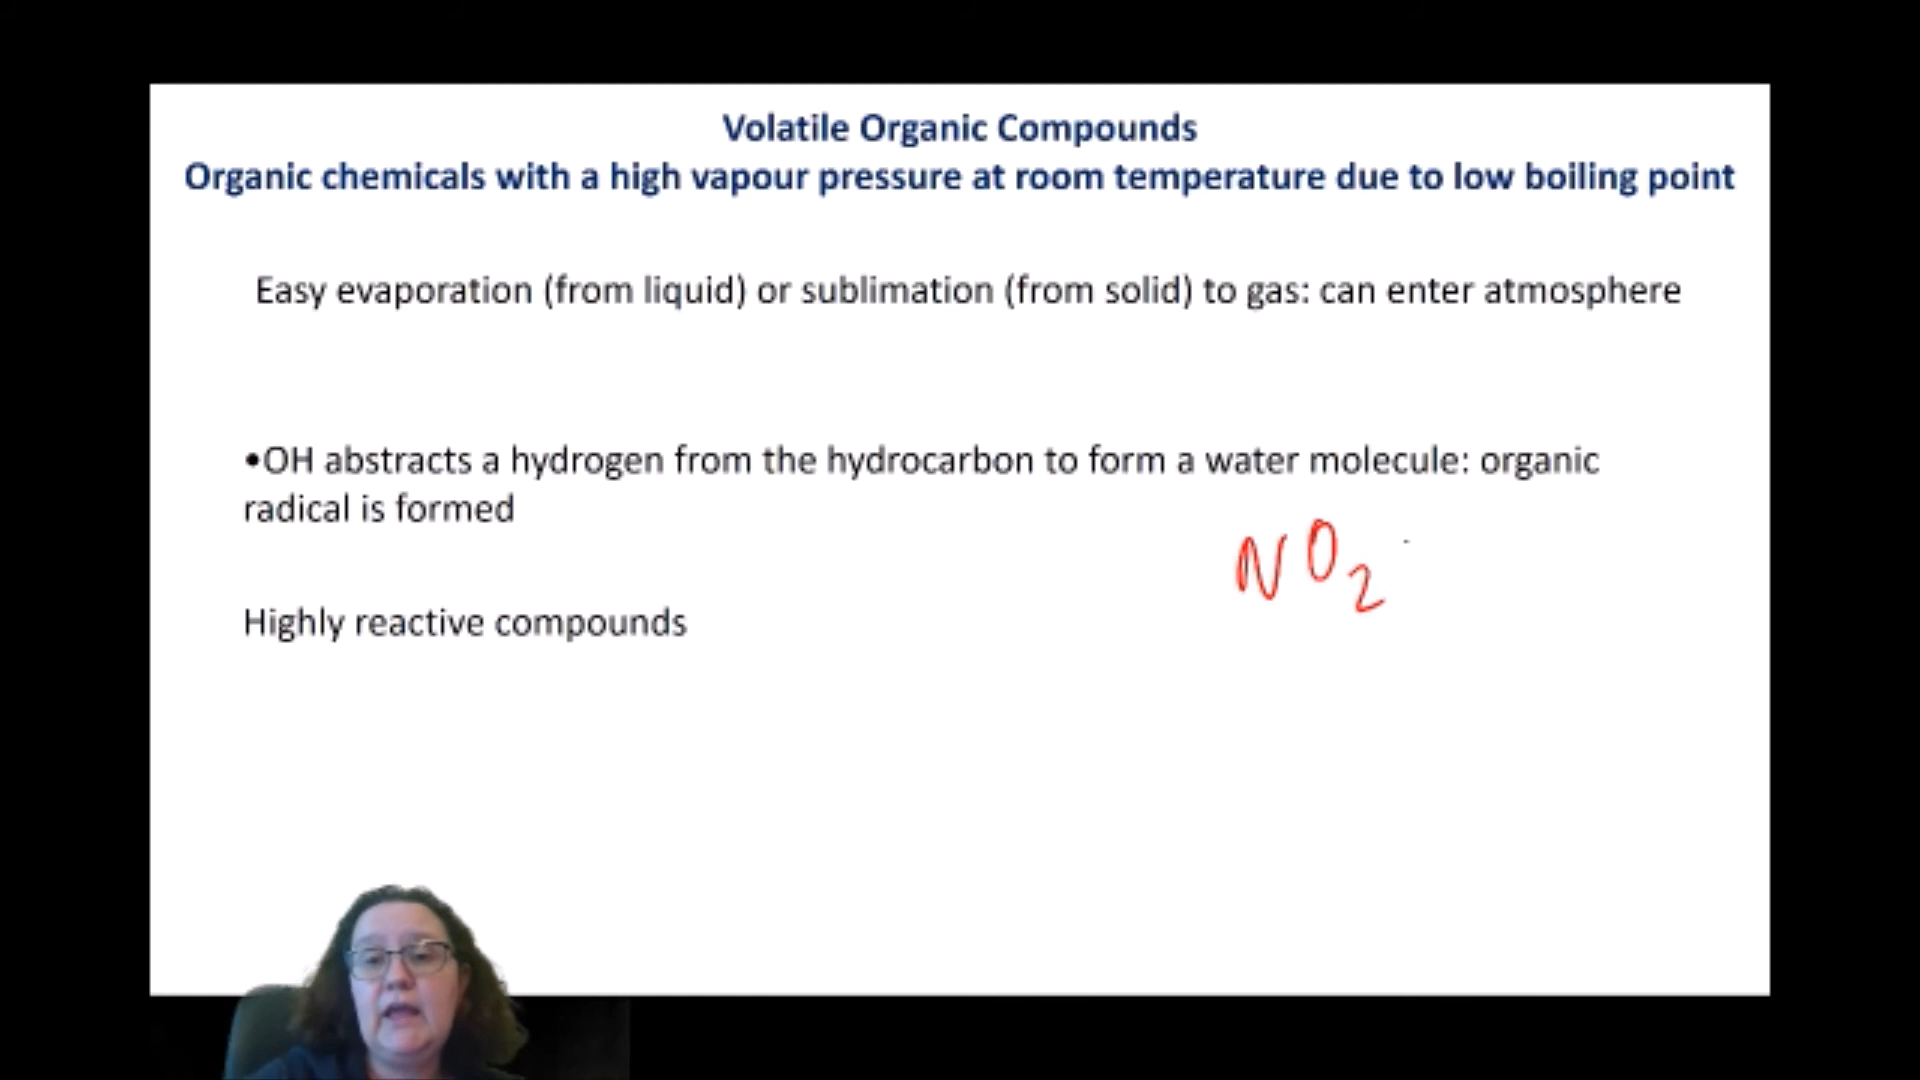 Volatile Organic Compounds
Organic chemicals with a high vapour pressure at room temperature due to low boiling point
Easy evaporation (from liquid) or sublimation (from solid) to gas: can enter atmosphere
•OH abstracts a hydrogen from the hydrocarbon to form a water molecule: organic
radical is formed
NO₂
Highly reactive compounds